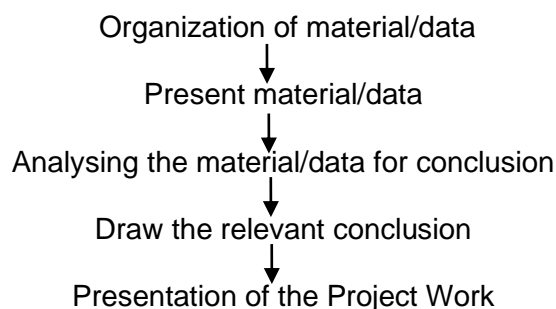 Organization of material/data
Present material/data
Analysing the material/data for conclusion
Draw the relevant conclusion
Presentation of the Project Work